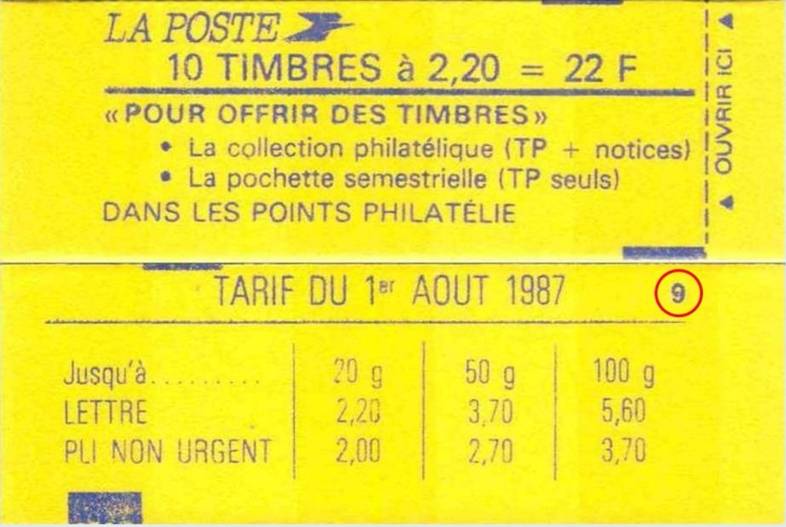 LA POSTE
10 TIMBRES à 2,20 = 22 F
«POUR OFFRIR DES TIMBRES»
• La collection philatélique (TP + notices)
• La pochette semestrielle (TP seuls)
DANS LES POINTS PHILATÉLIE
▲ OUVRIR ICI ▲
TARIF DU 1er AOUT 1987 9
Jusqu'à......... 20 g 50 g 100 g
LETTRE 2,20 3,70 5,60
PLI NON URGENT 2,00 2,70 3,70